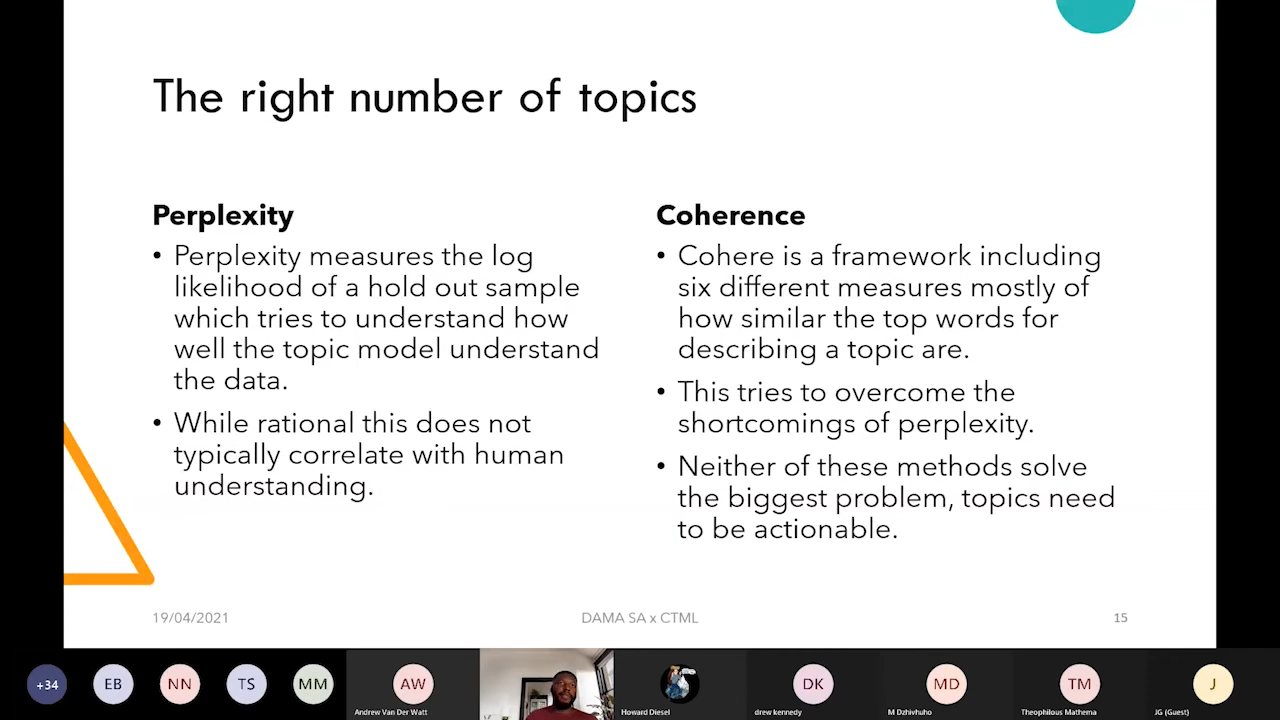 The right number of topics
Perplexity
• Perplexity measures the log
likelihood of a hold out sample
which tries to understand how
well the topic model understand
the data.
• While rational this does not
typically correlate with human
understanding.
Coherence
• Cohere is a framework including
six different measures mostly of
how similar the top words for
describing a topic are.
• This tries to overcome the
shortcomings of perplexity.
• Neither of these methods solve
the biggest problem, topics need
to be actionable.
19/04/2021
DAMA SA x CTML
15
+34
EB
NN
TS
MM
AW
Andrew Van Der Watt
Howard Diesel
DK
drew kennedy
MD
M Dzhivhuho
TM
Theophilous Mathema
J
JG (Guest)